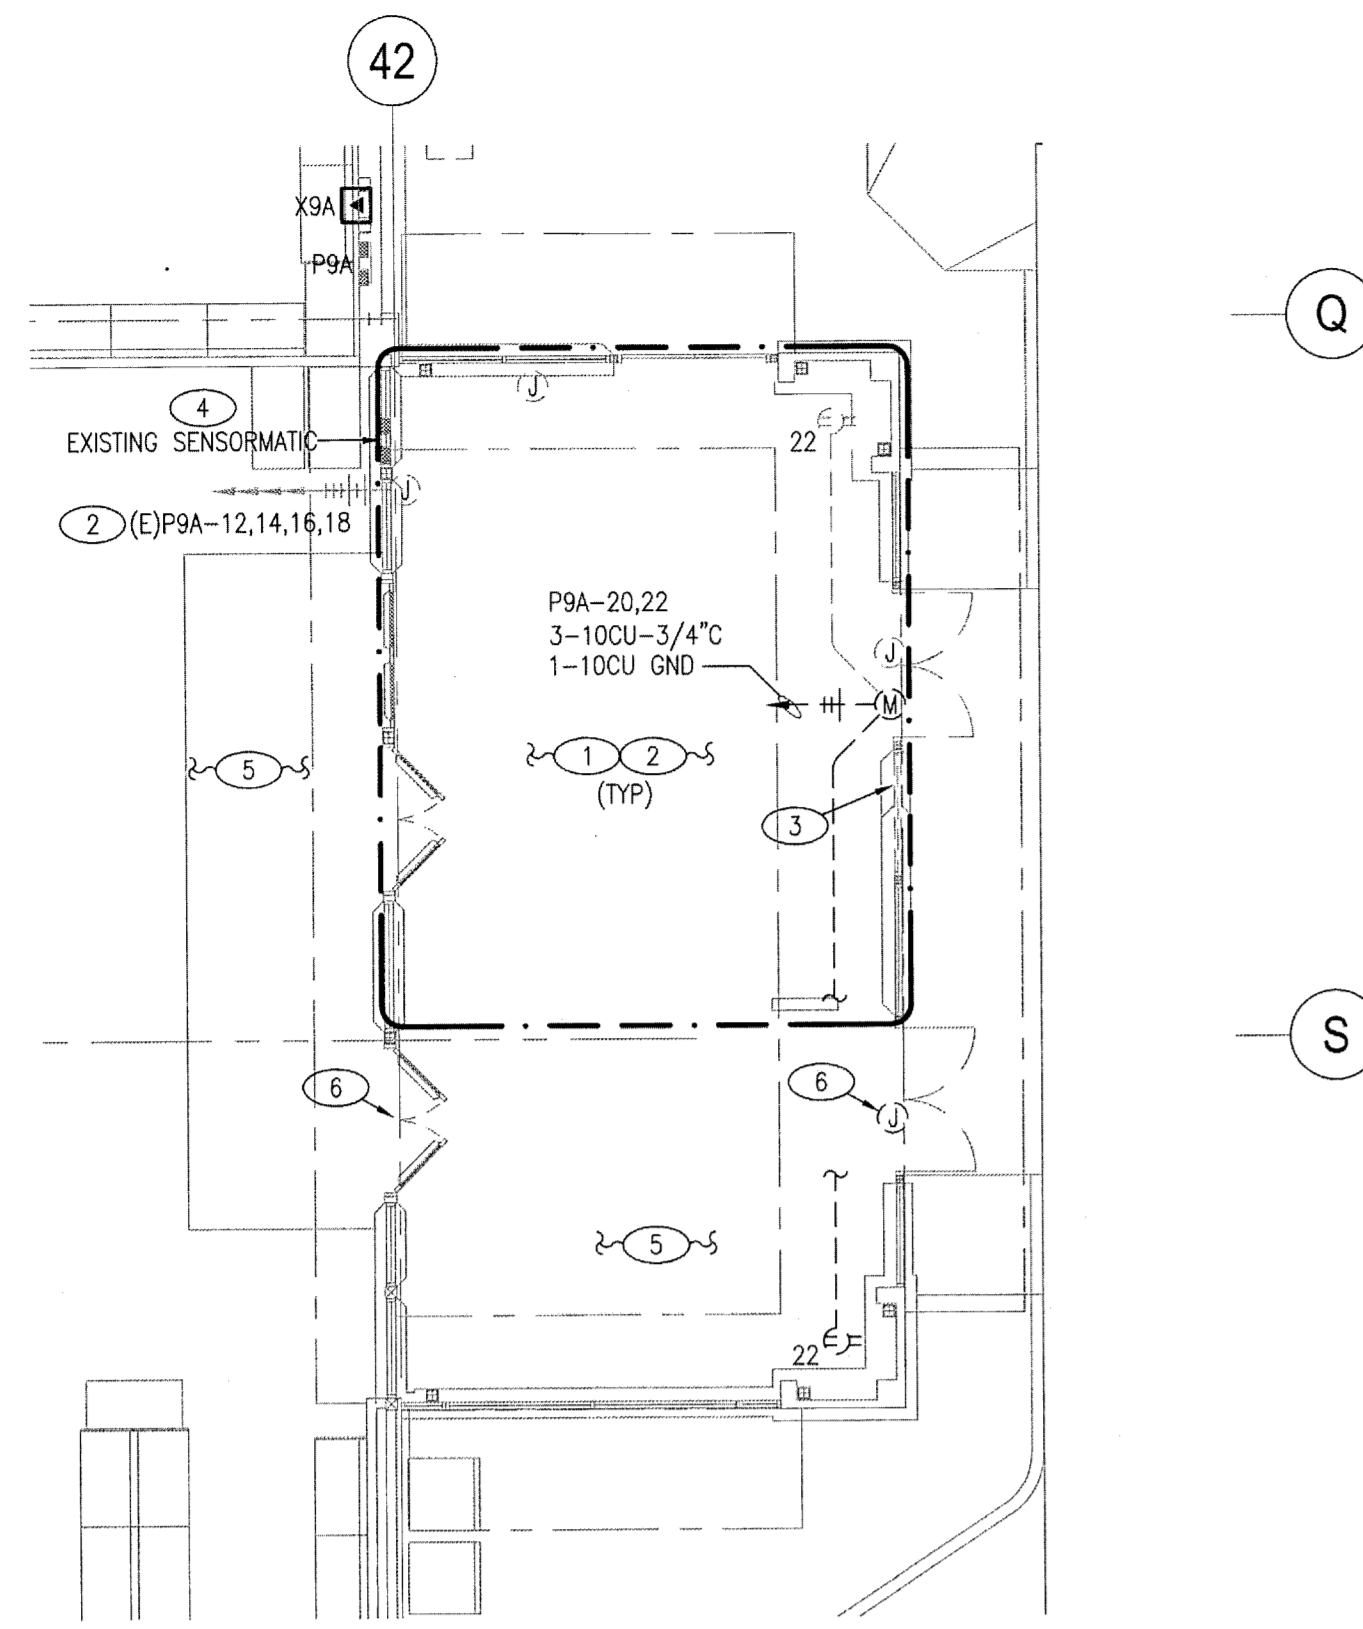 42
X9A
P9A
Q
4
J
EXISTING SENSORMATIC
22
J
2 (E)P9A-12,14,16,18
P9A-20,22
3-10CU-3/4"C
1-10CU GND
J
M
1 2
(TYP)
5
3
S
6
6
J
5
22